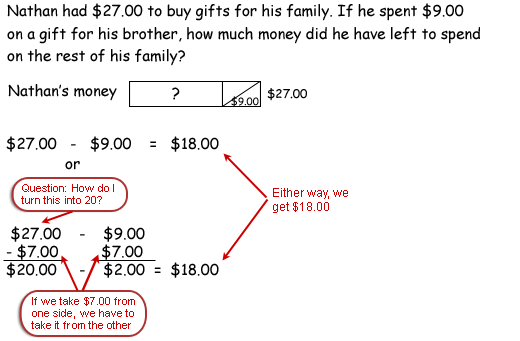 Nathan had $27.00 to buy gifts for his family. If he spent $9.00
on a gift for his brother, how much money did he have left to spend
on the rest of his family?
Nathan's money ? $9.00 $27.00
$27.00 - $9.00 = $18.00
or
Question: How do I
turn this into 20?
Either way, we
get $18.00
$27.00 - $9.00
- $7.00 $7.00
$20.00 - $2.00 = $18.00
If we take $7.00 from
one side, we have to
take it from the other